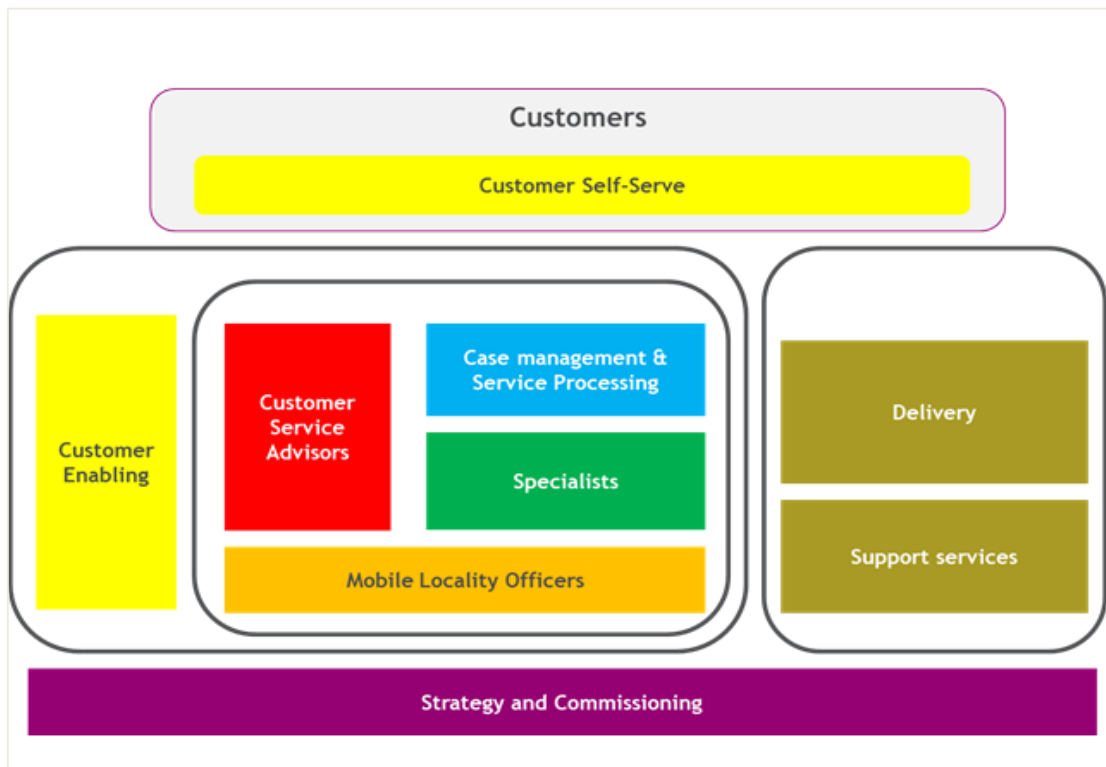 Customers
Customer Self-Serve
Customer
Enabling
Customer
Service
Advisors
Case management &
Service Processing
Specialists
Mobile Locality Officers
Delivery
Support services
Strategy and Commissioning